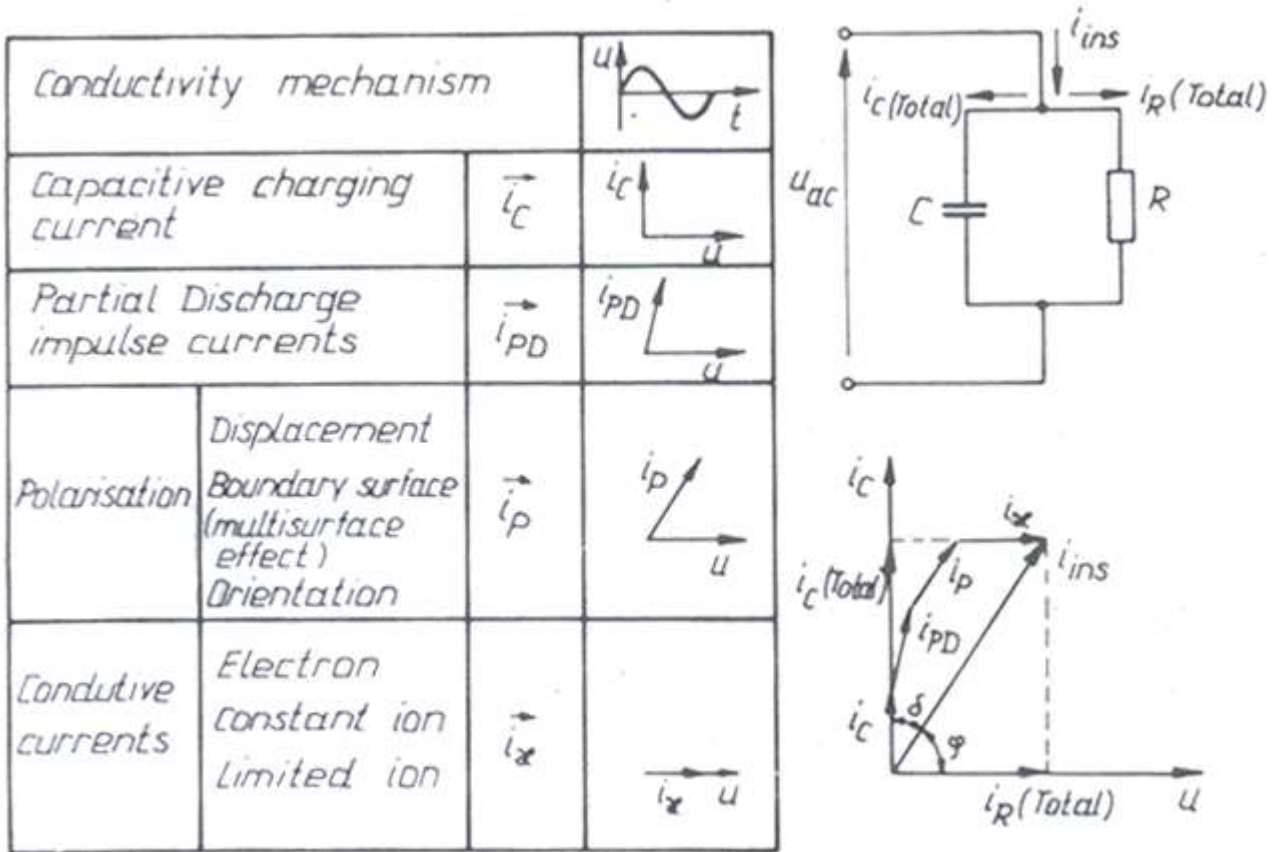 Conductivity mechanism
u
t
Capacitive charging
current
i_C
i_C
u
Partial Discharge
impulse currents
i_PD
i_PD
u
Polarisation
Displacement
Boundary surface
(multisurface
effect)
Orientation
i_P
i_P
u
Condutive
currents
Electron
Constant ion
Limited ion
i_ϰ
i_ϰ u
i_ins
i_C(Total)
i_R(Total)
u_ac
C
R
i_C
i_ϰ
i_C(Total)
i_P
i_ins
i_PD
i_C
δ
φ
i_R(Total)
u